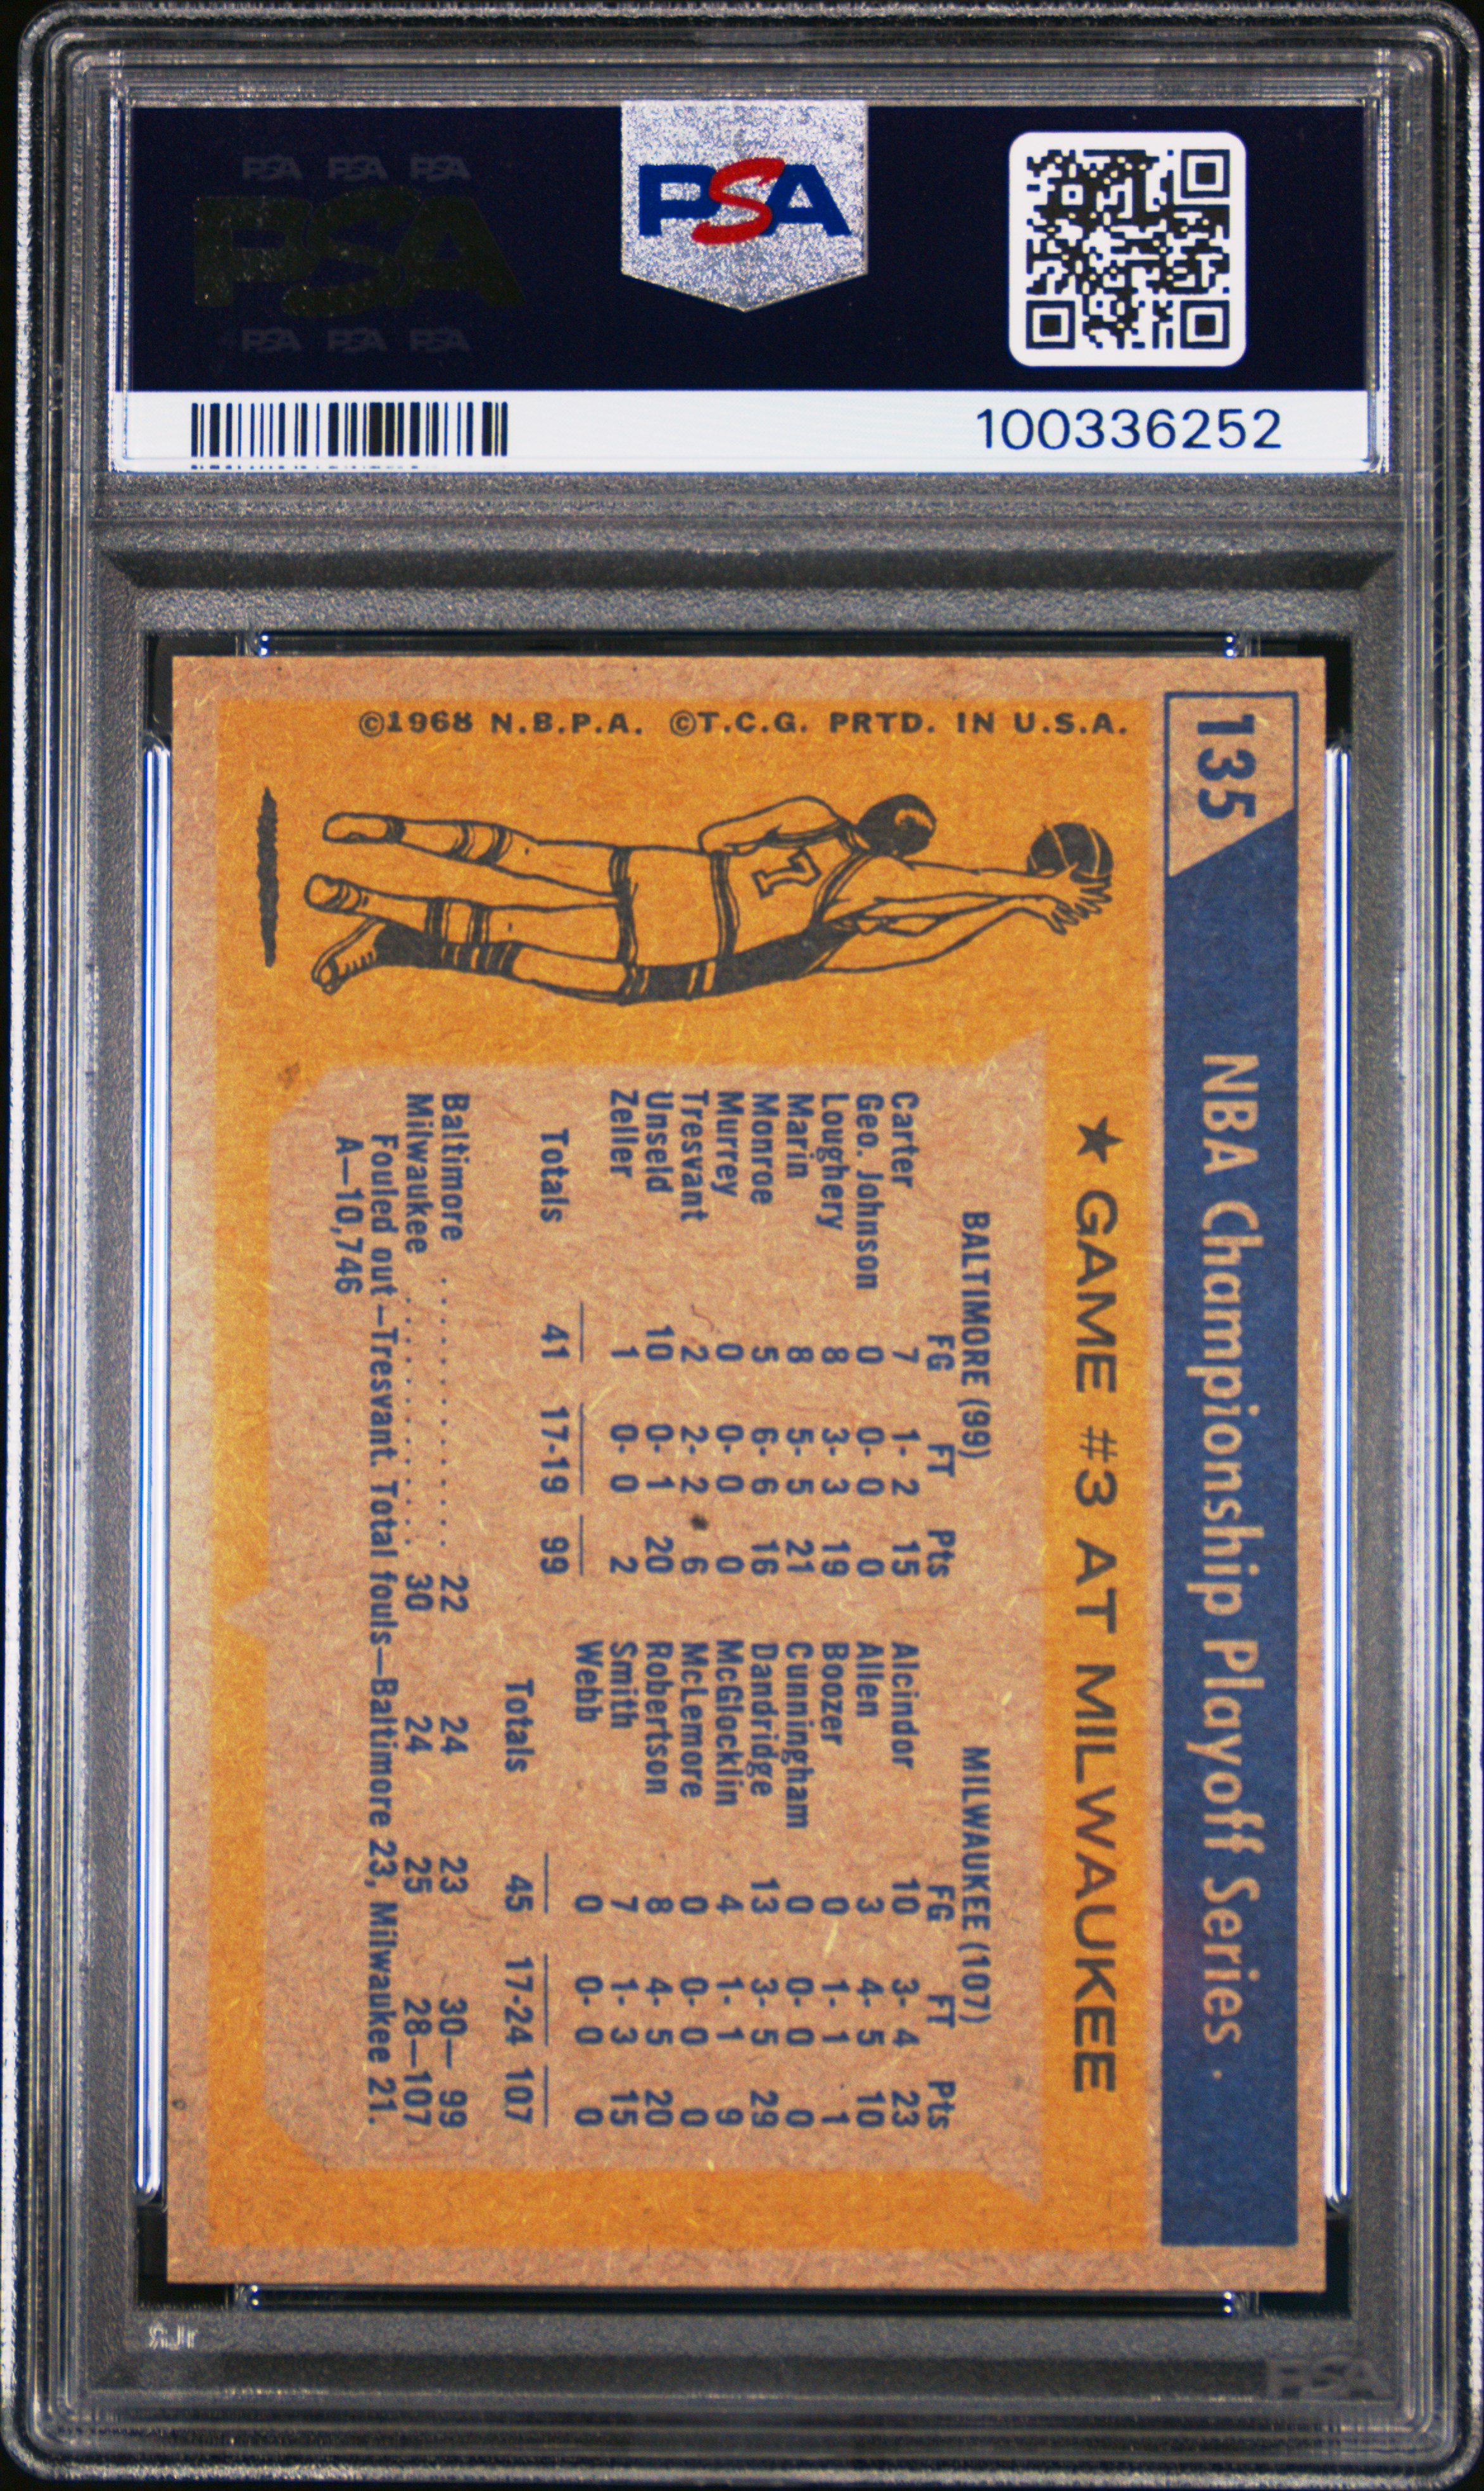 PSA PSA PSA
PSA
PSA PSA PSA
PSA
100336252
135
NBA Championship Playoff Series .
★ GAME #3 AT MILWAUKEE
©1968 N.B.P.A. ©T.C.G. PRTD. IN U.S.A.
7
BALTIMORE (99)
FG FT Pts
Carter 7 1- 2 15
Geo. Johnson 0 0- 0 0
Loughery 8 3- 3 19
Marin 8 5- 5 21
Monroe 5 6- 6 16
Murrey 0 0- 0 0
Tresvant 2 2- 2 6
Unseld 10 0- 1 20
Zeller 1 0- 0 2
Totals 41 17-19 99
MILWAUKEE (107)
FG FT Pts
Alcindor 10 3- 4 23
Allen 3 4- 5 10
Boozer 0 1- 1 1
Cunningham 0 0- 0 0
Dandridge 13 3- 5 29
McGlocklin 4 1- 1 9
McLemore 0 0- 0 0
Robertson 8 4- 5 20
Smith 7 1- 3 15
Webb 0 0- 0 0
Totals 45 17-24 107
Baltimore . . . . . . . . . . . . . 22 24 23 30— 99
Milwaukee . . . . . . . . . . . . . 30 24 25 28—107
Fouled out—Tresvant. Total fouls—Baltimore 23, Milwaukee 21.
A—10,746
PSA